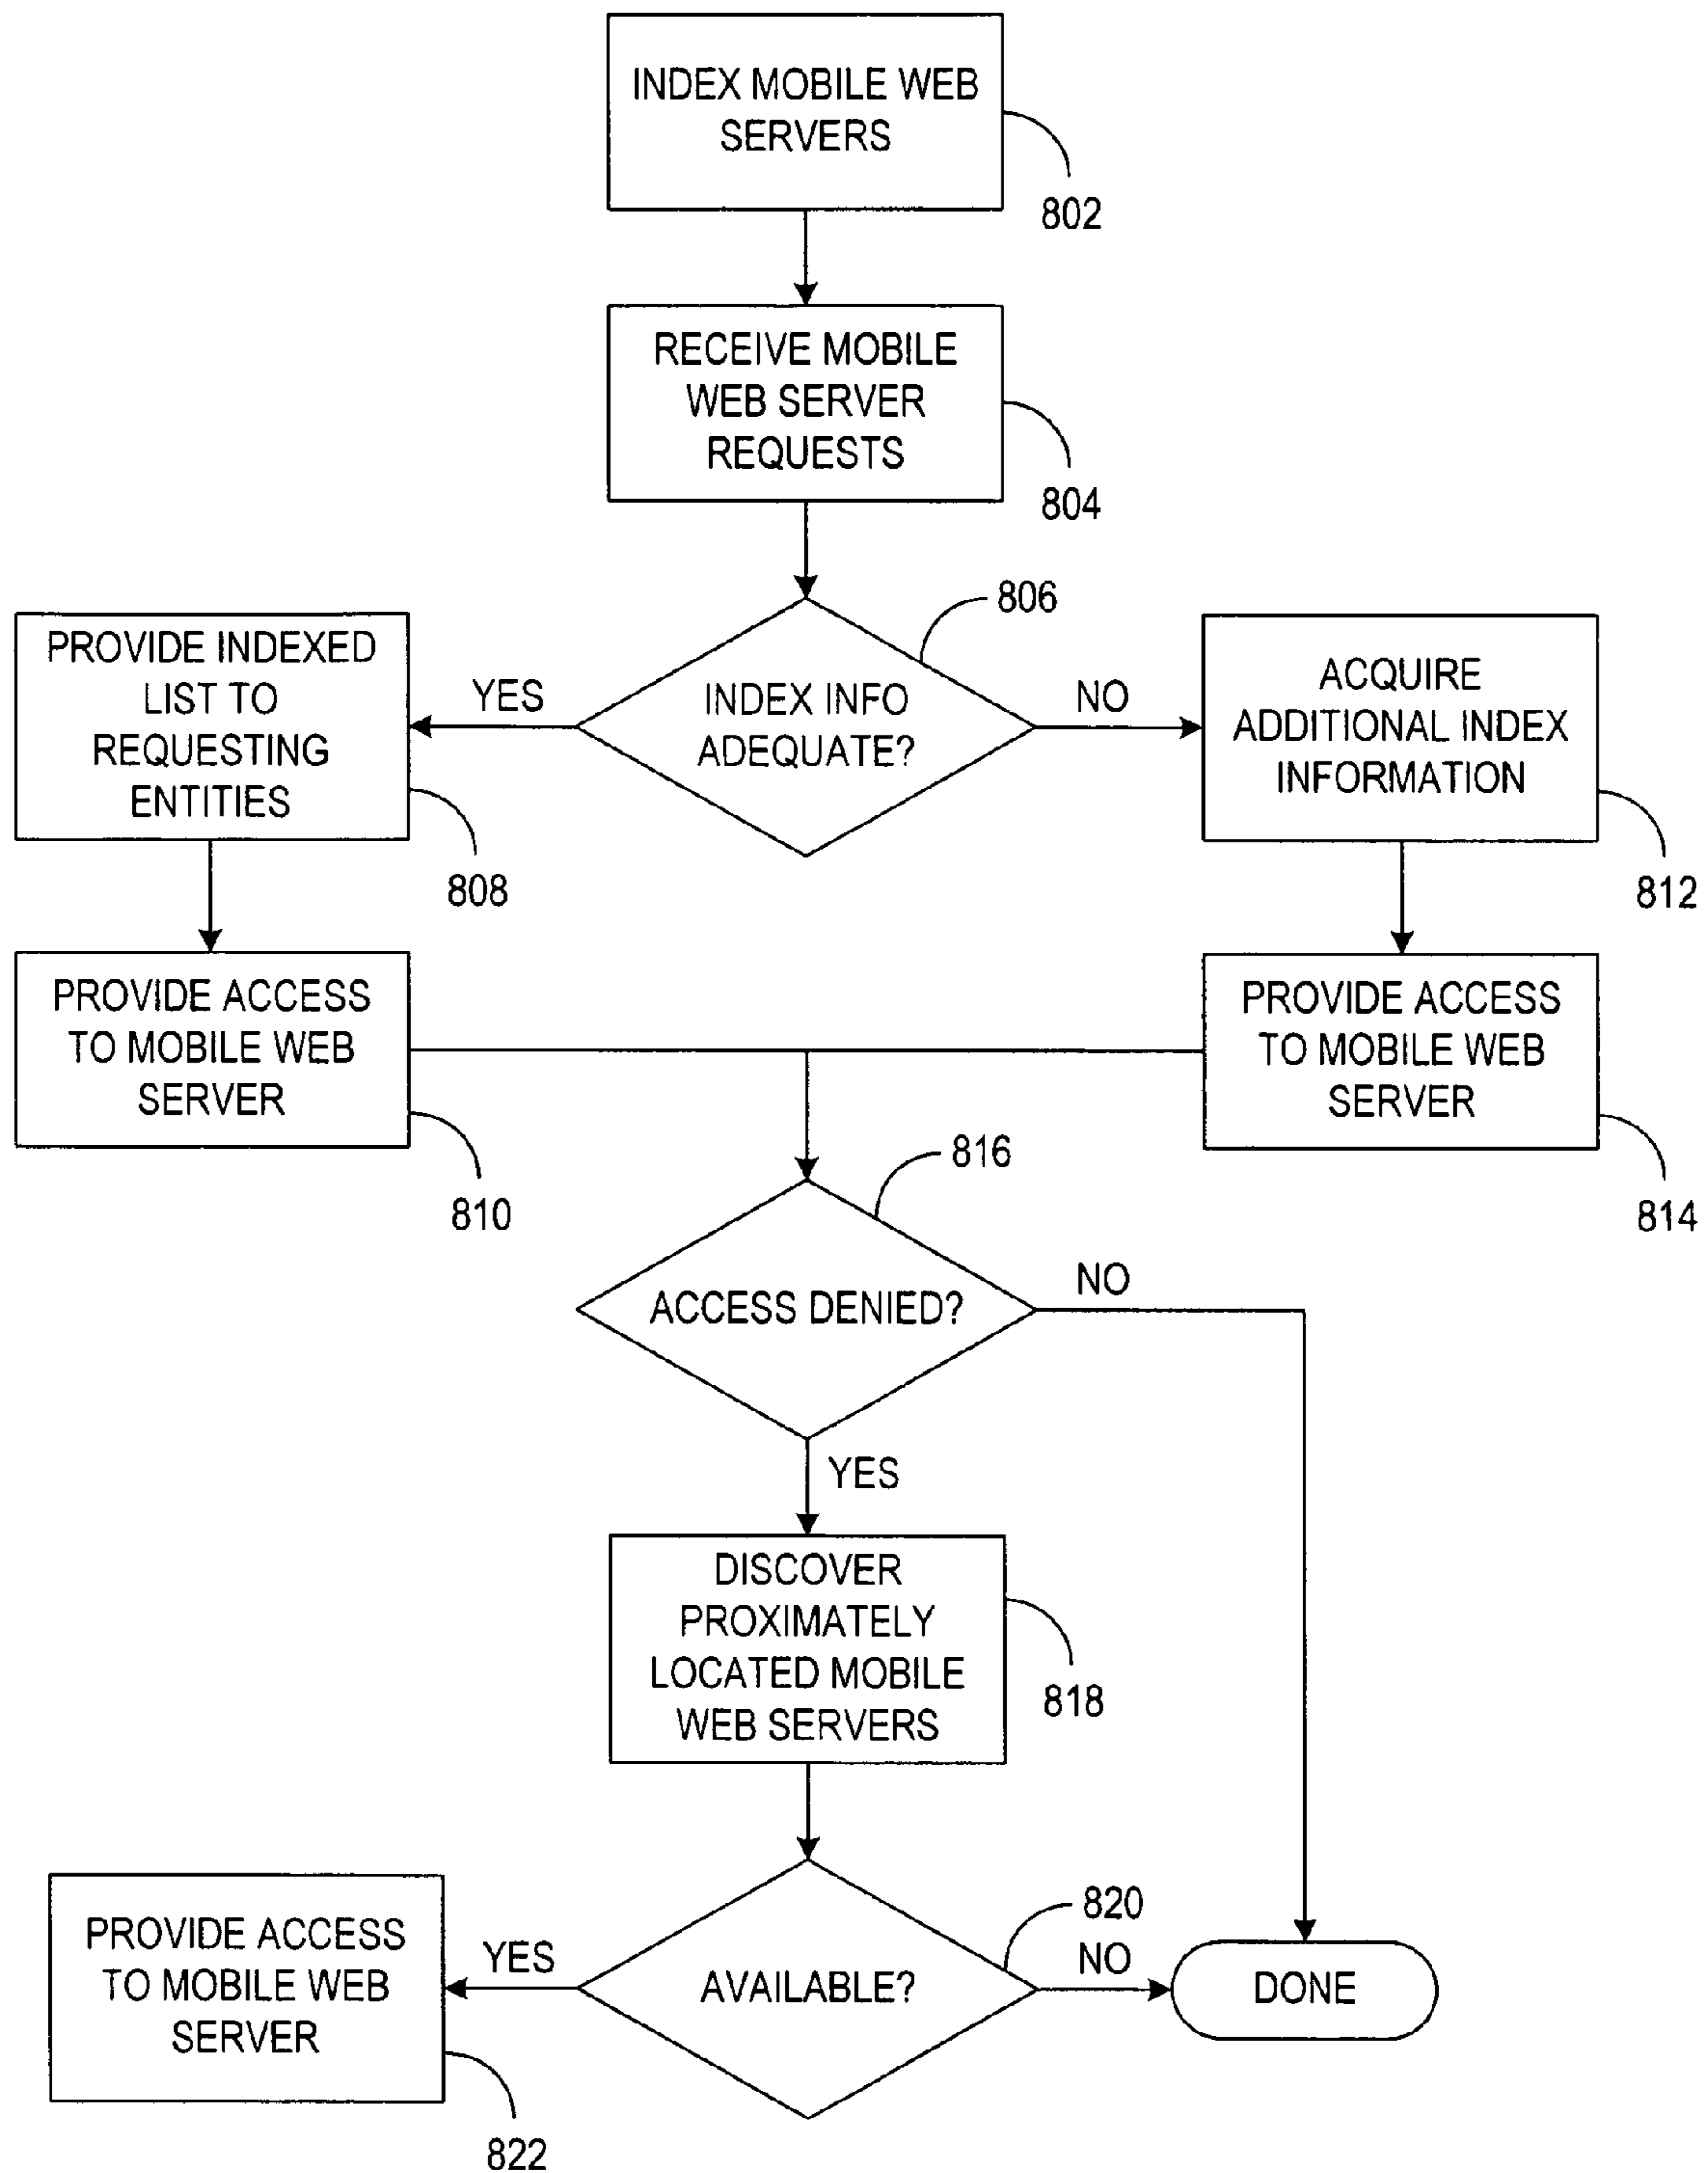 INDEX MOBILE WEB
SERVERS
802
RECEIVE MOBILE
WEB SERVER
REQUESTS
804
806
INDEX INFO
ADEQUATE?
YES
NO
PROVIDE INDEXED
LIST TO
REQUESTING
ENTITIES
808
ACQUIRE
ADDITIONAL INDEX
INFORMATION
812
PROVIDE ACCESS
TO MOBILE WEB
SERVER
810
PROVIDE ACCESS
TO MOBILE WEB
SERVER
814
816
ACCESS DENIED?
NO
YES
DISCOVER
PROXIMATELY
LOCATED MOBILE
WEB SERVERS
818
820
AVAILABLE?
YES
NO
PROVIDE ACCESS
TO MOBILE WEB
SERVER
822
DONE